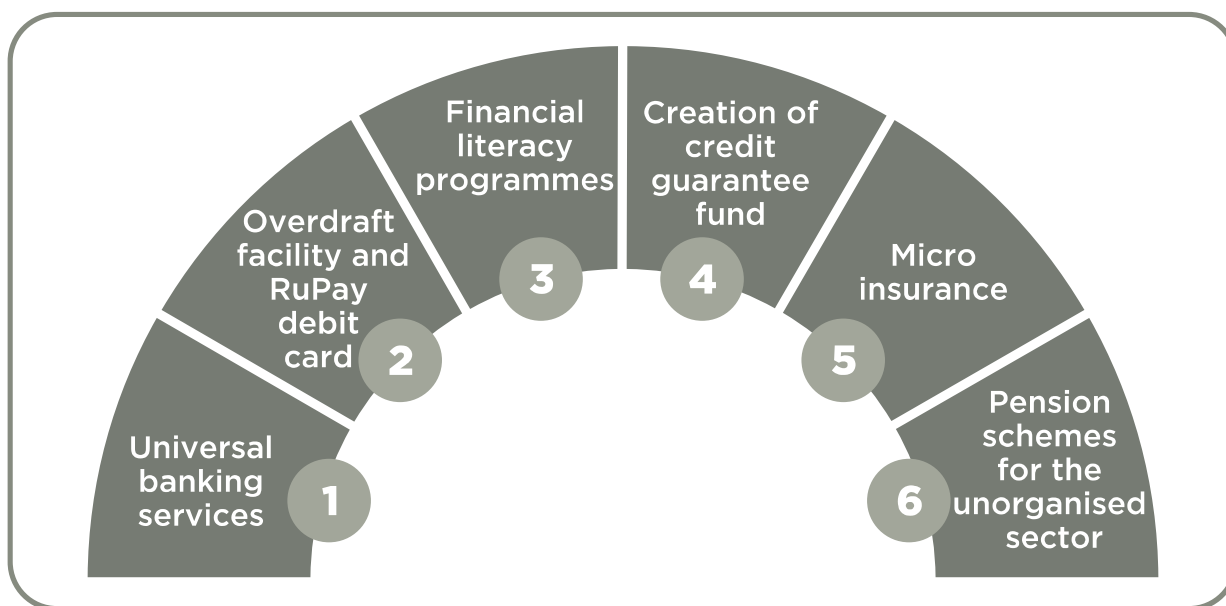 Universal
banking
services
1
Overdraft
facility and
RuPay
debit
card
2
Financial
literacy
programmes
3
Creation of
credit
guarantee
fund
4
Micro
insurance
5
Pension
schemes
for the
unorganised
sector
6